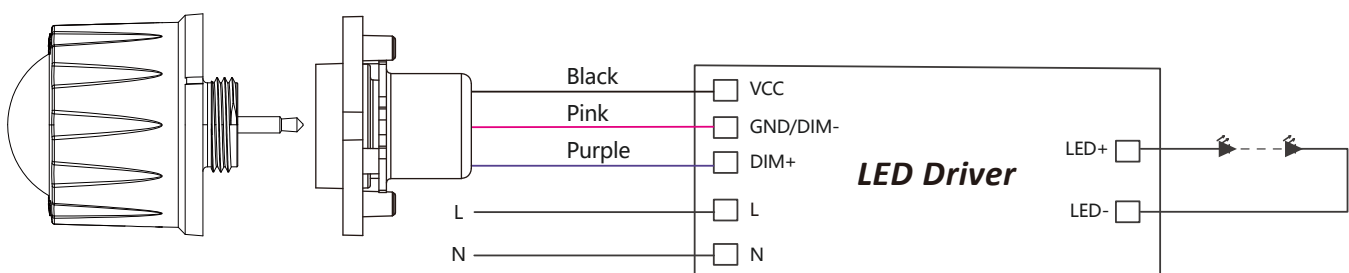 Black
VCC
Pink
GND/DIM-
Purple
DIM+
LED Driver
LED+
L
L
LED-
N
N